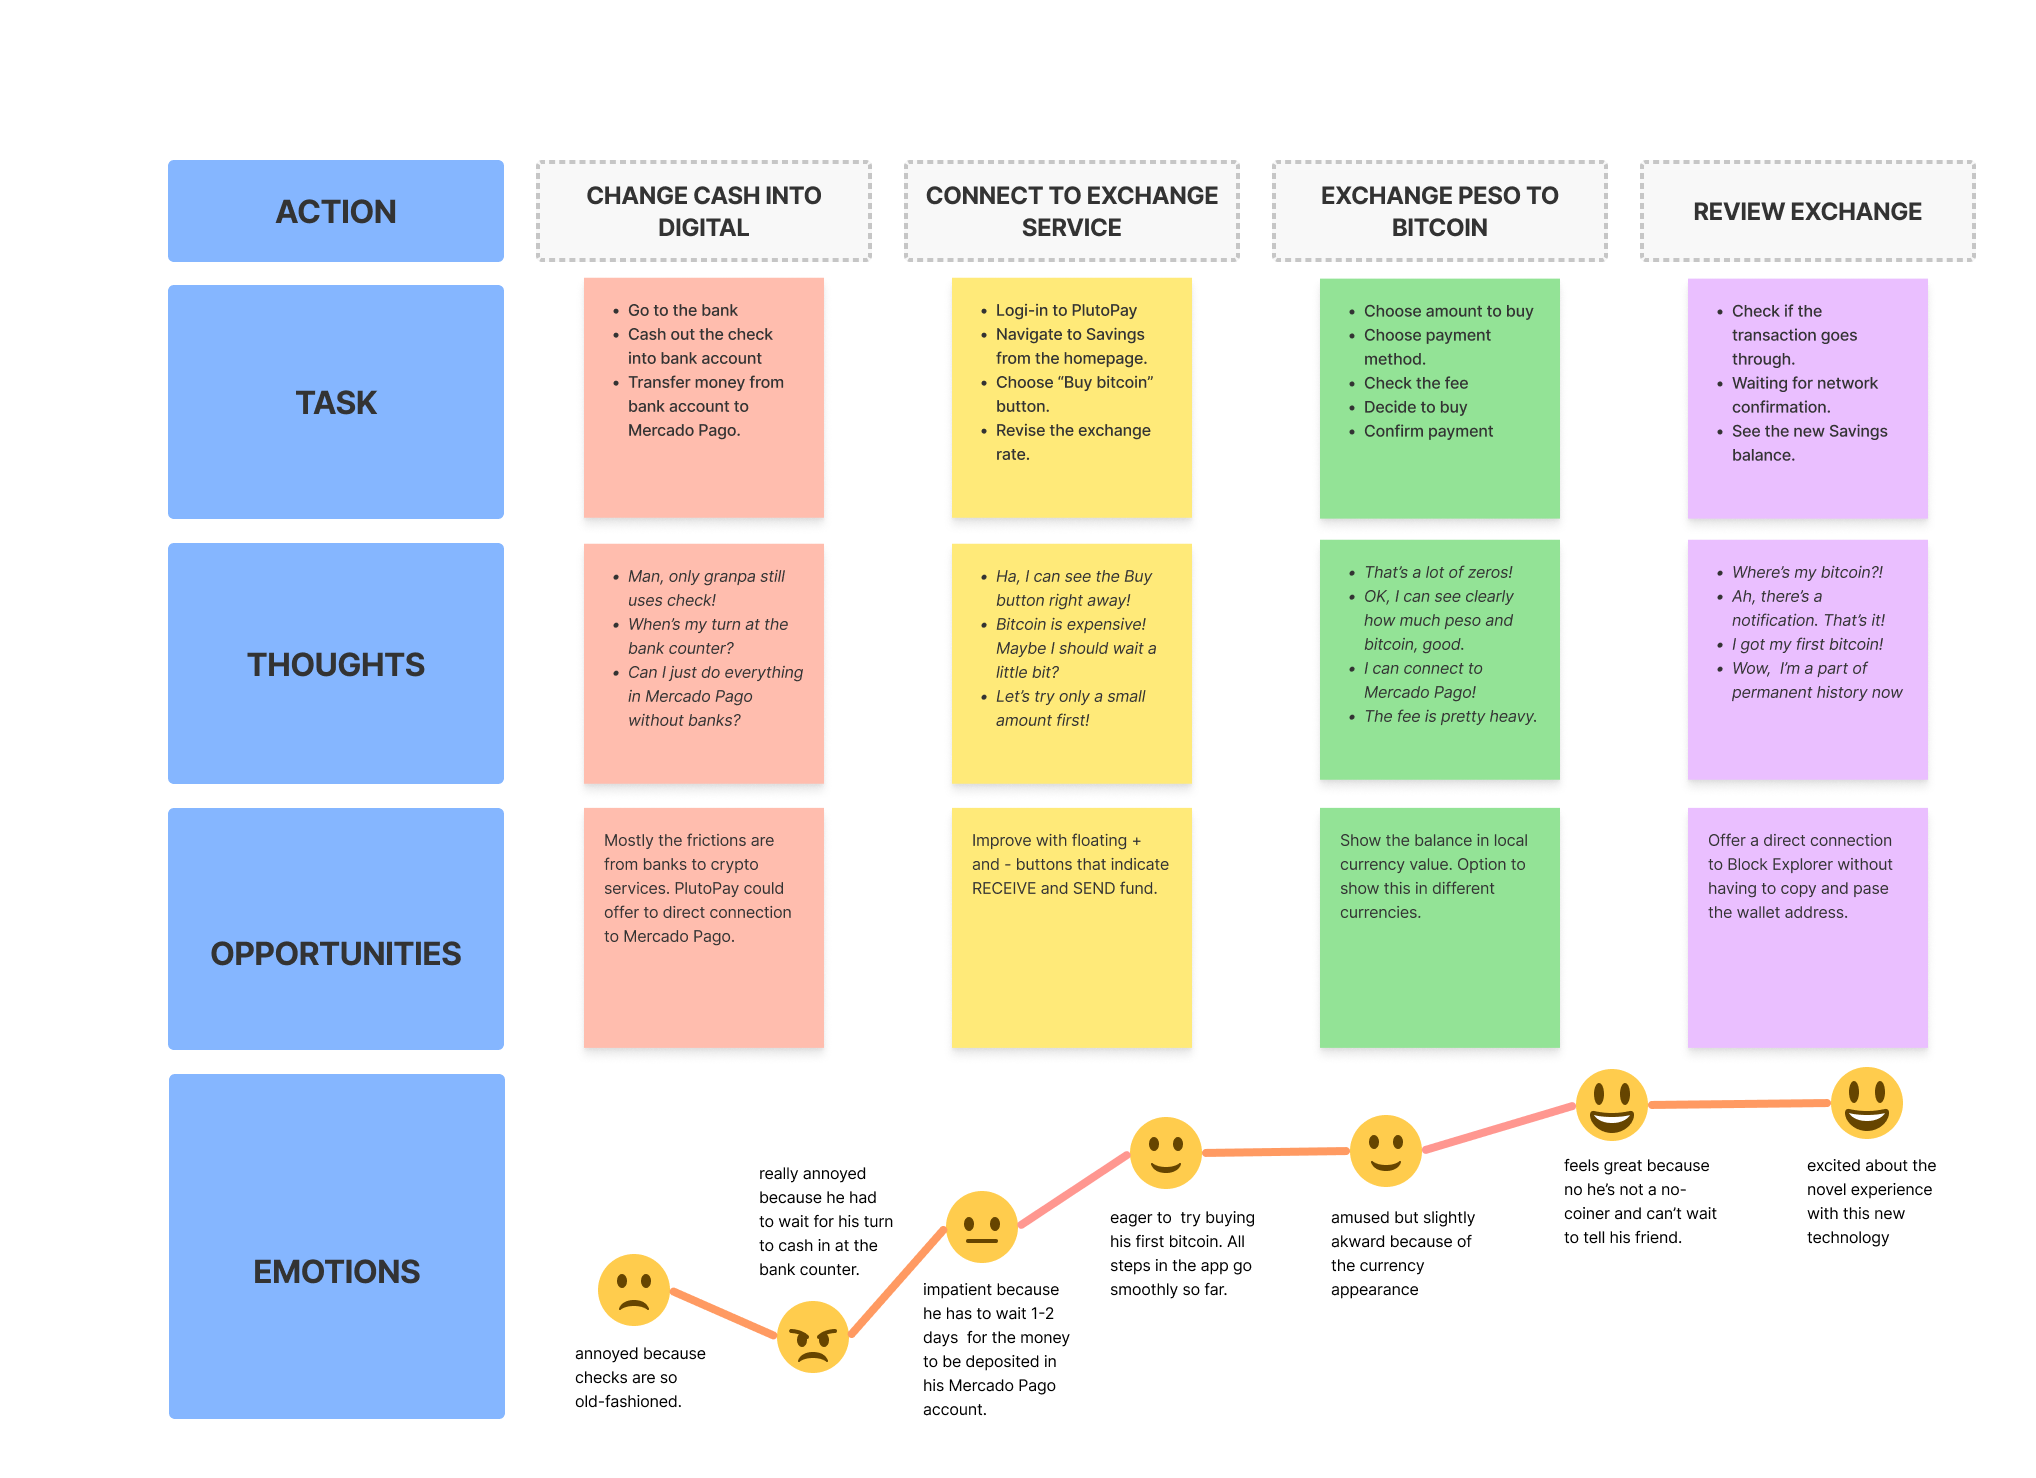 ACTION
CHANGE CASH INTO
DIGITAL
CONNECT TO EXCHANGE
SERVICE
EXCHANGE PESO TO
BITCOIN
REVIEW EXCHANGE
TASK
• Go to the bank
• Cash out the check
into bank account
• Transfer money from
bank account to
Mercado Pago.
• Logi-in to PlutoPay
• Navigate to Savings
from the homepage.
• Choose “Buy bitcoin”
button.
• Revise the exchange
rate.
• Choose amount to buy
• Choose payment
method.
• Check the fee
• Decide to buy
• Confirm payment
• Check if the
transaction goes
through.
• Waiting for network
confirmation.
• See the new Savings
balance.
THOUGHTS
• Man, only granpa still
uses check!
• When’s my turn at the
bank counter?
• Can I just do everything
in Mercado Pago
without banks?
• Ha, I can see the Buy
button right away!
• Bitcoin is expensive!
Maybe I should wait a
little bit?
• Let’s try only a small
amount first!
• That’s a lot of zeros!
• OK, I can see clearly
how much peso and
bitcoin, good.
• I can connect to
Mercado Pago!
• The fee is pretty heavy.
• Where’s my bitcoin?!
• Ah, there’s a
notification. That’s it!
• I got my first bitcoin!
• Wow, I’m a part of
permanent history now
OPPORTUNITIES
Mostly the frictions are
from banks to crypto
services. PlutoPay could
offer to direct connection
to Mercado Pago.
Improve with floating +
and - buttons that indicate
RECEIVE and SEND fund.
Show the balance in local
currency value. Option to
show this in different
currencies.
Offer a direct connection
to Block Explorer without
having to copy and pase
the wallet address.
EMOTIONS
annoyed because
checks are so
old-fashioned.
really annoyed
because he had
to wait for his turn
to cash in at the
bank counter.
impatient because
he has to wait 1-2
days for the money
to be deposited in
his Mercado Pago
account.
eager to try buying
his first bitcoin. All
steps in the app go
smoothly so far.
amused but slightly
akward because of
the currency
appearance
feels great because
no he’s not a no-
coiner and can’t wait
to tell his friend.
excited about the
novel experience
with this new
technology